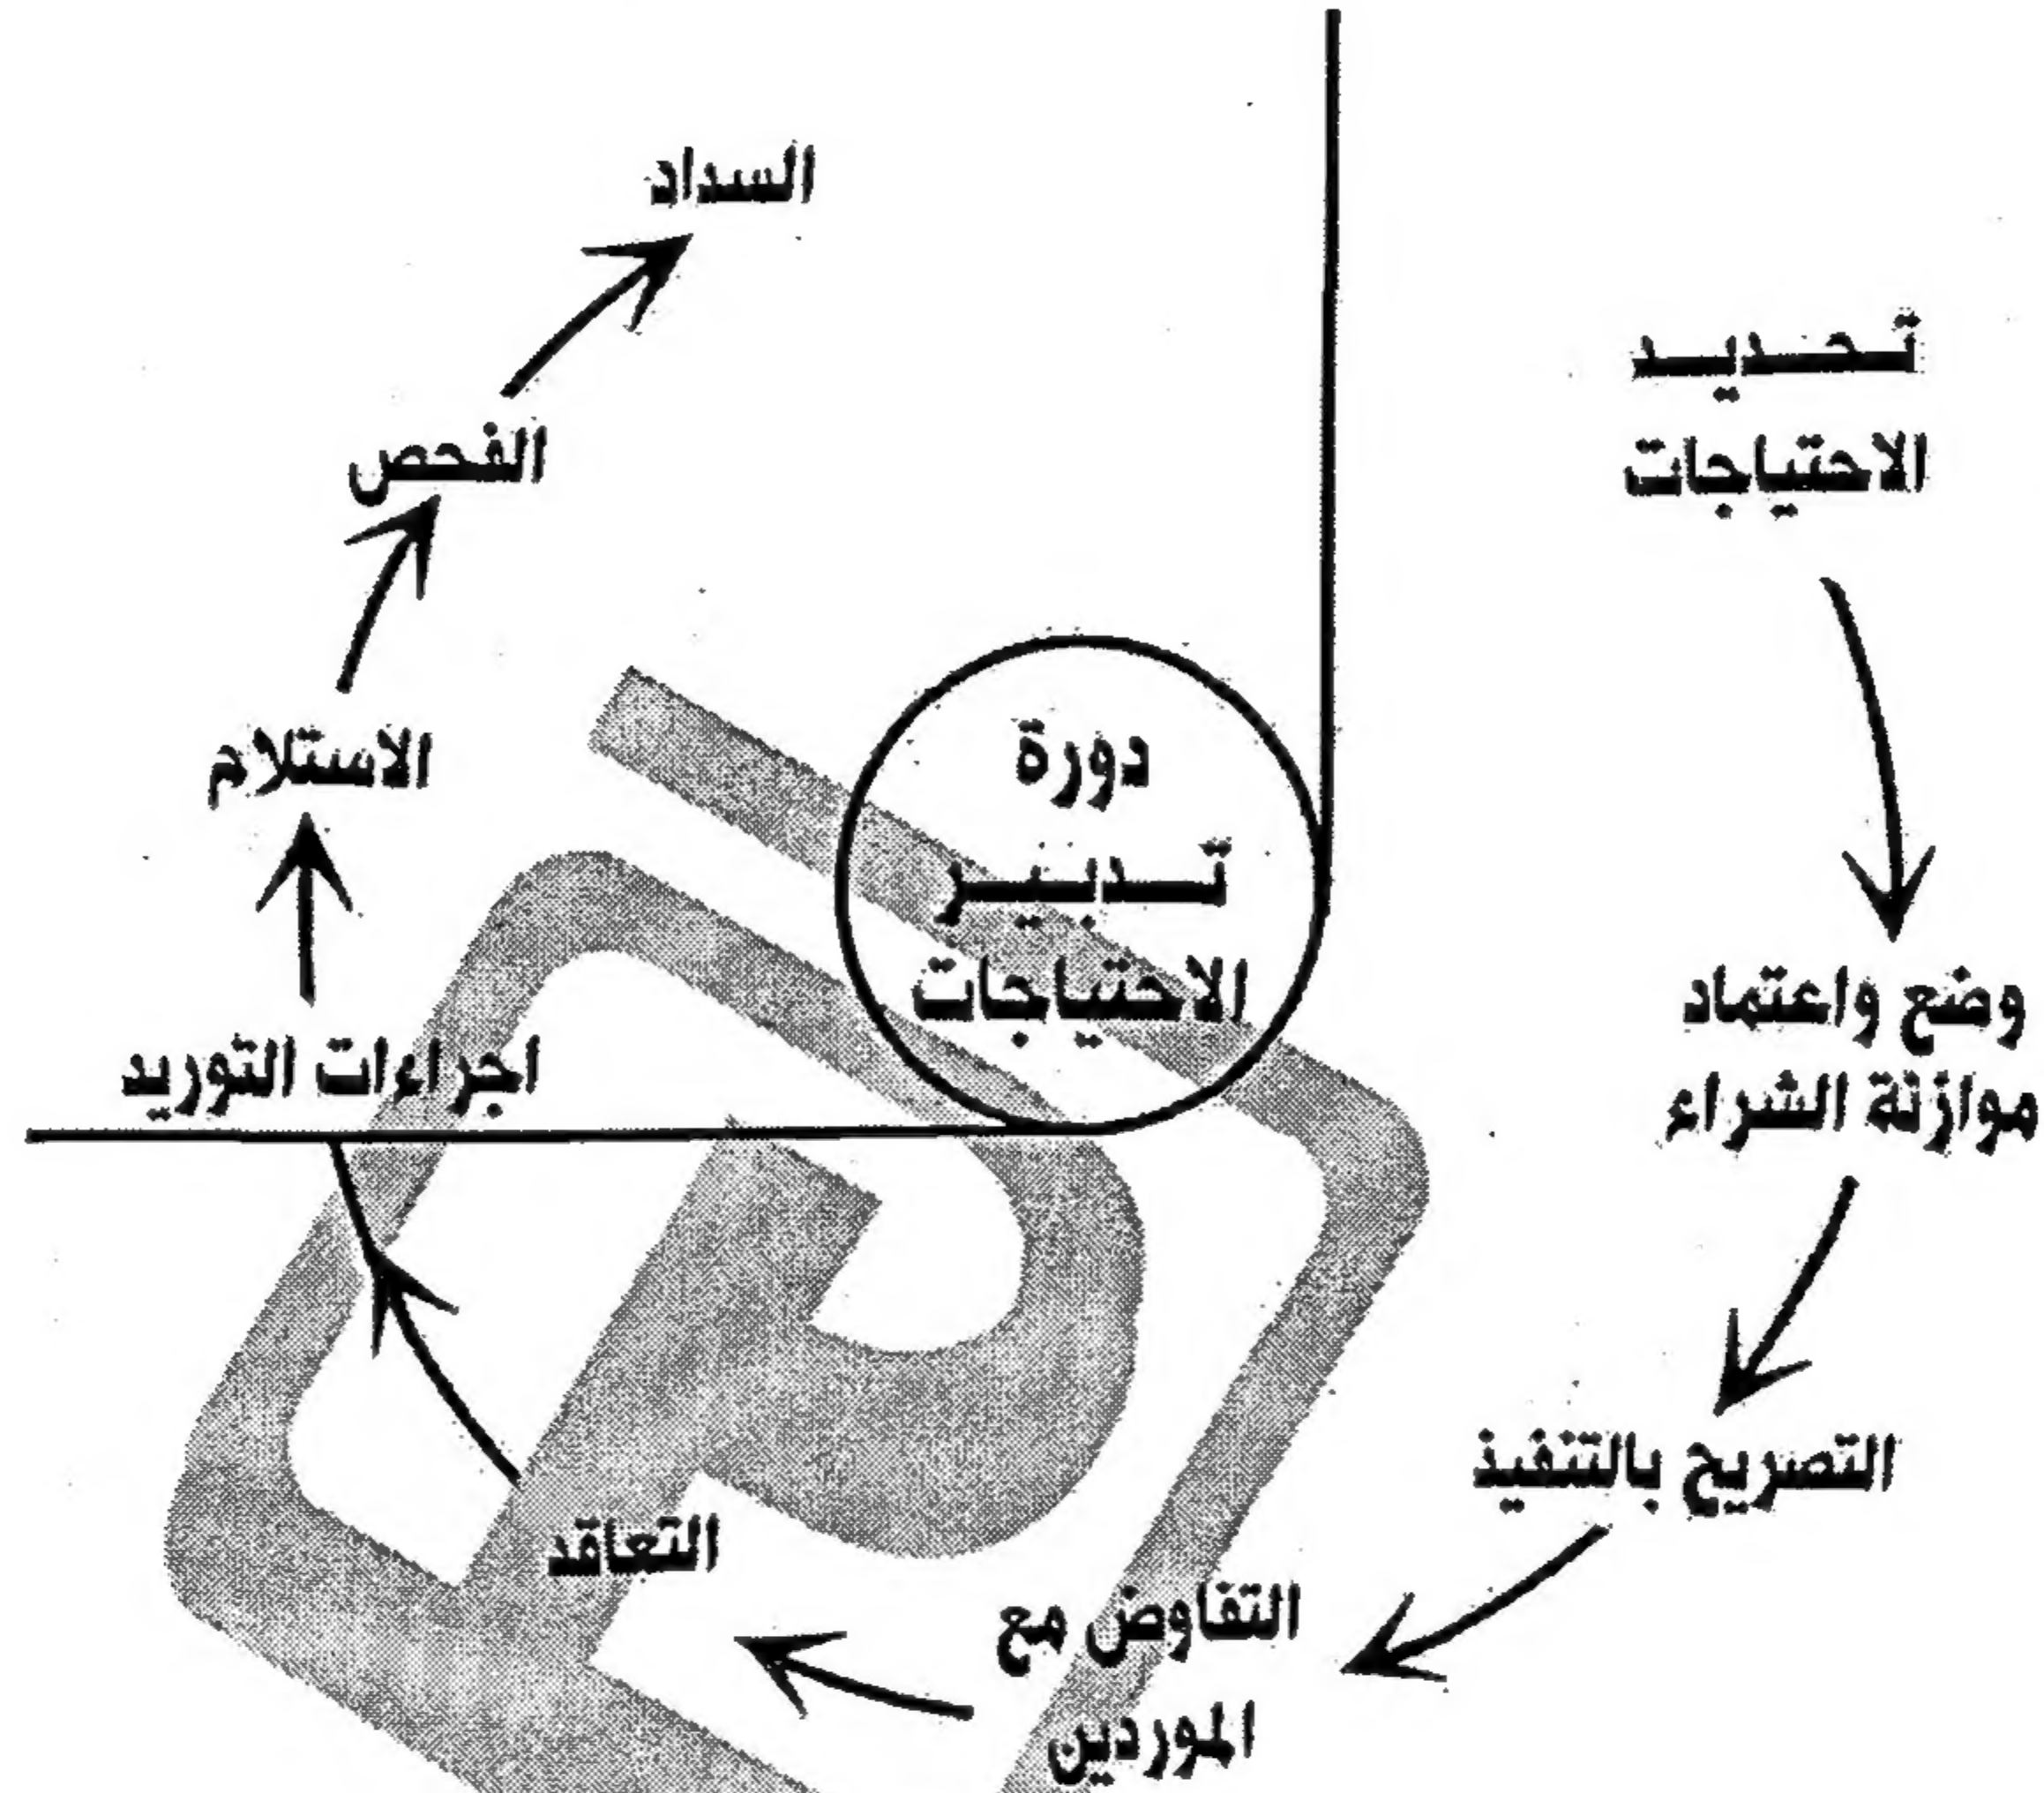 دورة
تدبير
الاحتياجات
تحديد
الاحتياجات
وضع واعتماد
موازنة الشراء
التصريح بالتنفيذ
التفاوض مع
الموردين
التعاقد
اجراءات التوريد
الاستلام
الفحص
السداد